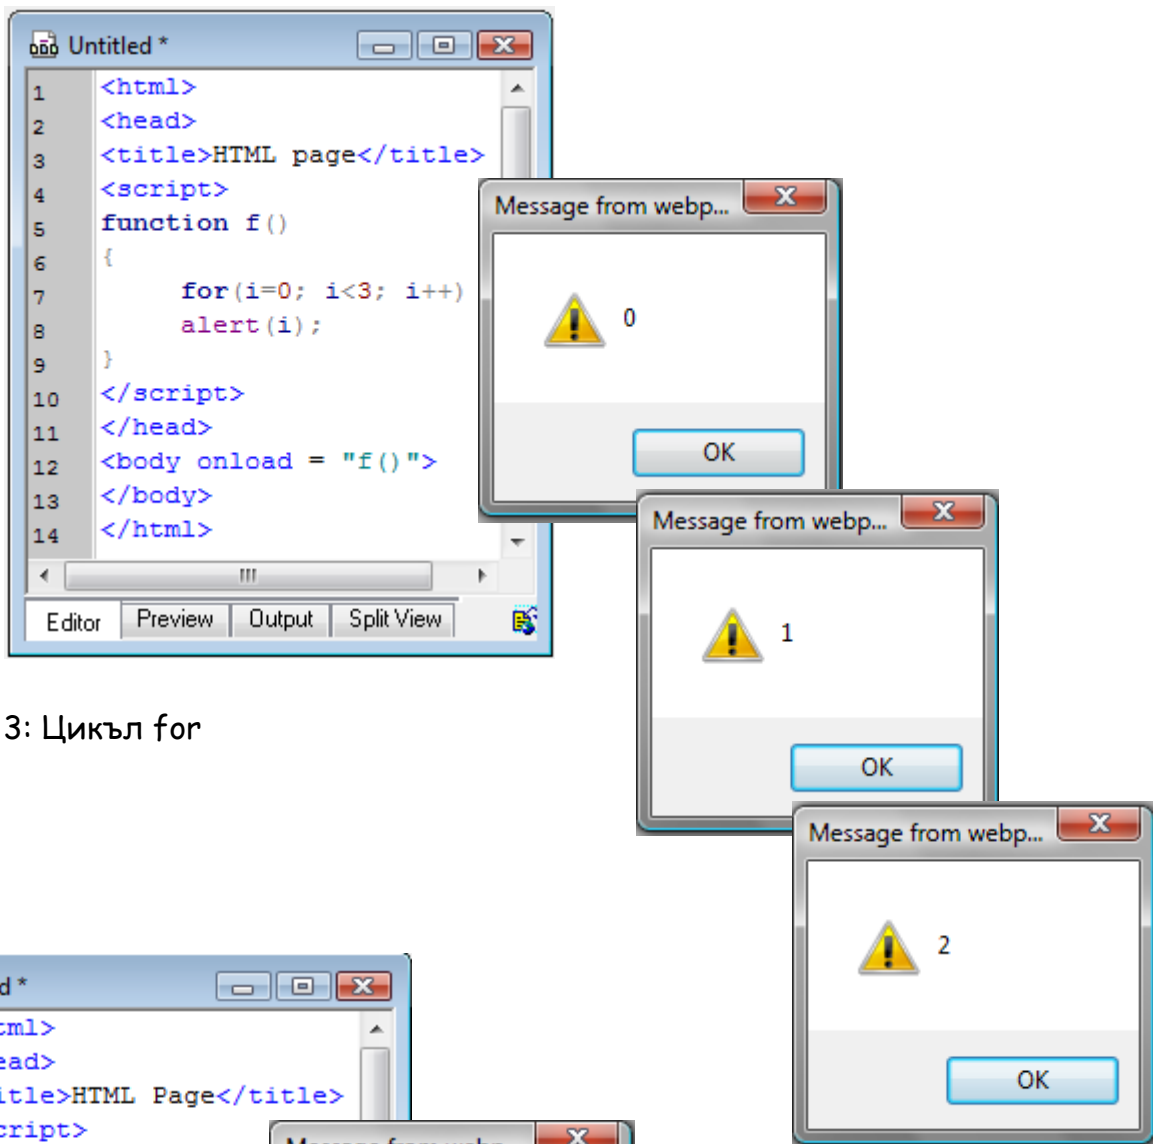 Untitled *
1 <html>
2 <head>
3 <title>HTML page</title>
4 <script>
5 function f()
6 {
7 for(i=0; i<3; i++)
8 alert(i);
9 }
10 </script>
11 </head>
12 <body onload = "f()">
13 </body>
14 </html>
Editor Preview Output Split View
Message from webp...
0
OK
Message from webp...
1
OK
Message from webp...
2
OK
3: Цикъл for
d *
tml>
ead>
itle>HTML Page</title>
cript>